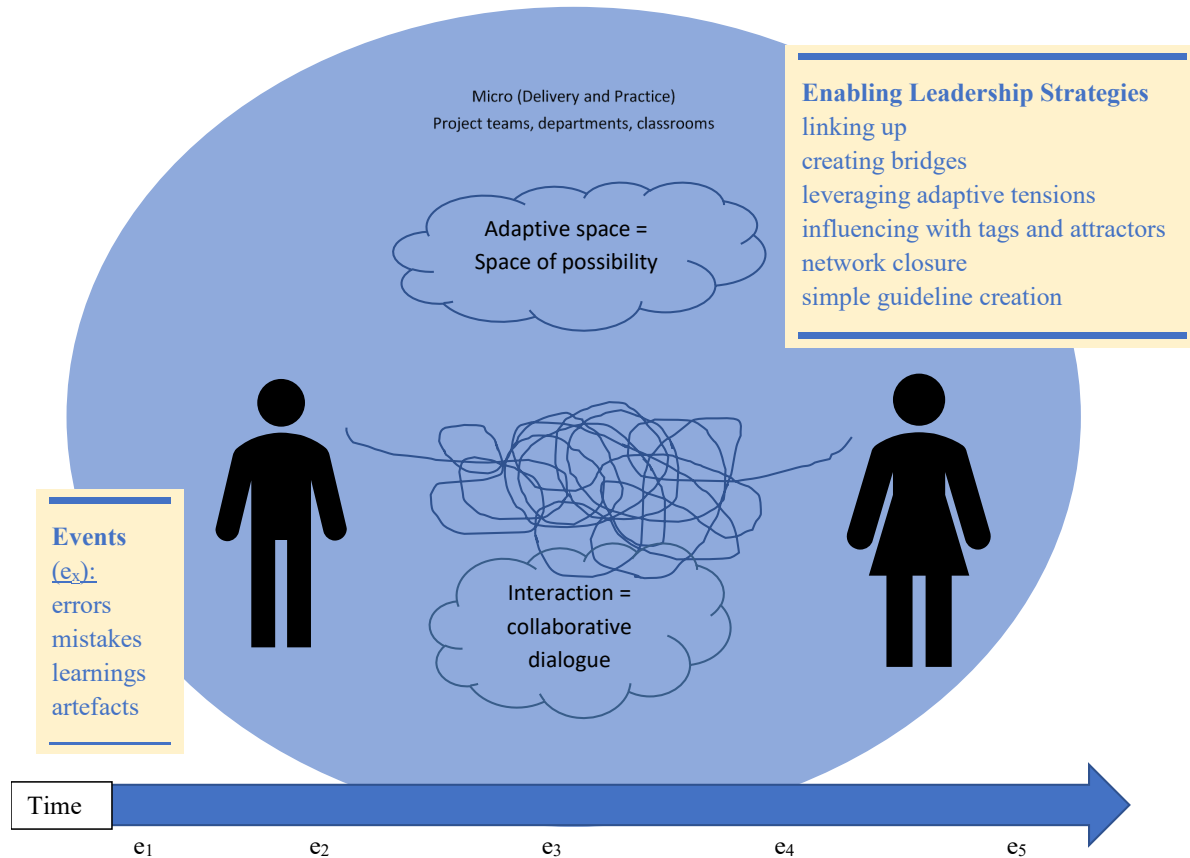 Micro (Delivery and Practice)
Project teams, departments, classrooms
Enabling Leadership Strategies
linking up
creating bridges
leveraging adaptive tensions
influencing with tags and attractors
network closure
simple guideline creation
Adaptive space =
Space of possibility
Events
(eₓ):
errors
mistakes
learnings
artefacts
Interaction =
collaborative
dialogue
Time
e₁ e₂ e₃ e₄ e₅